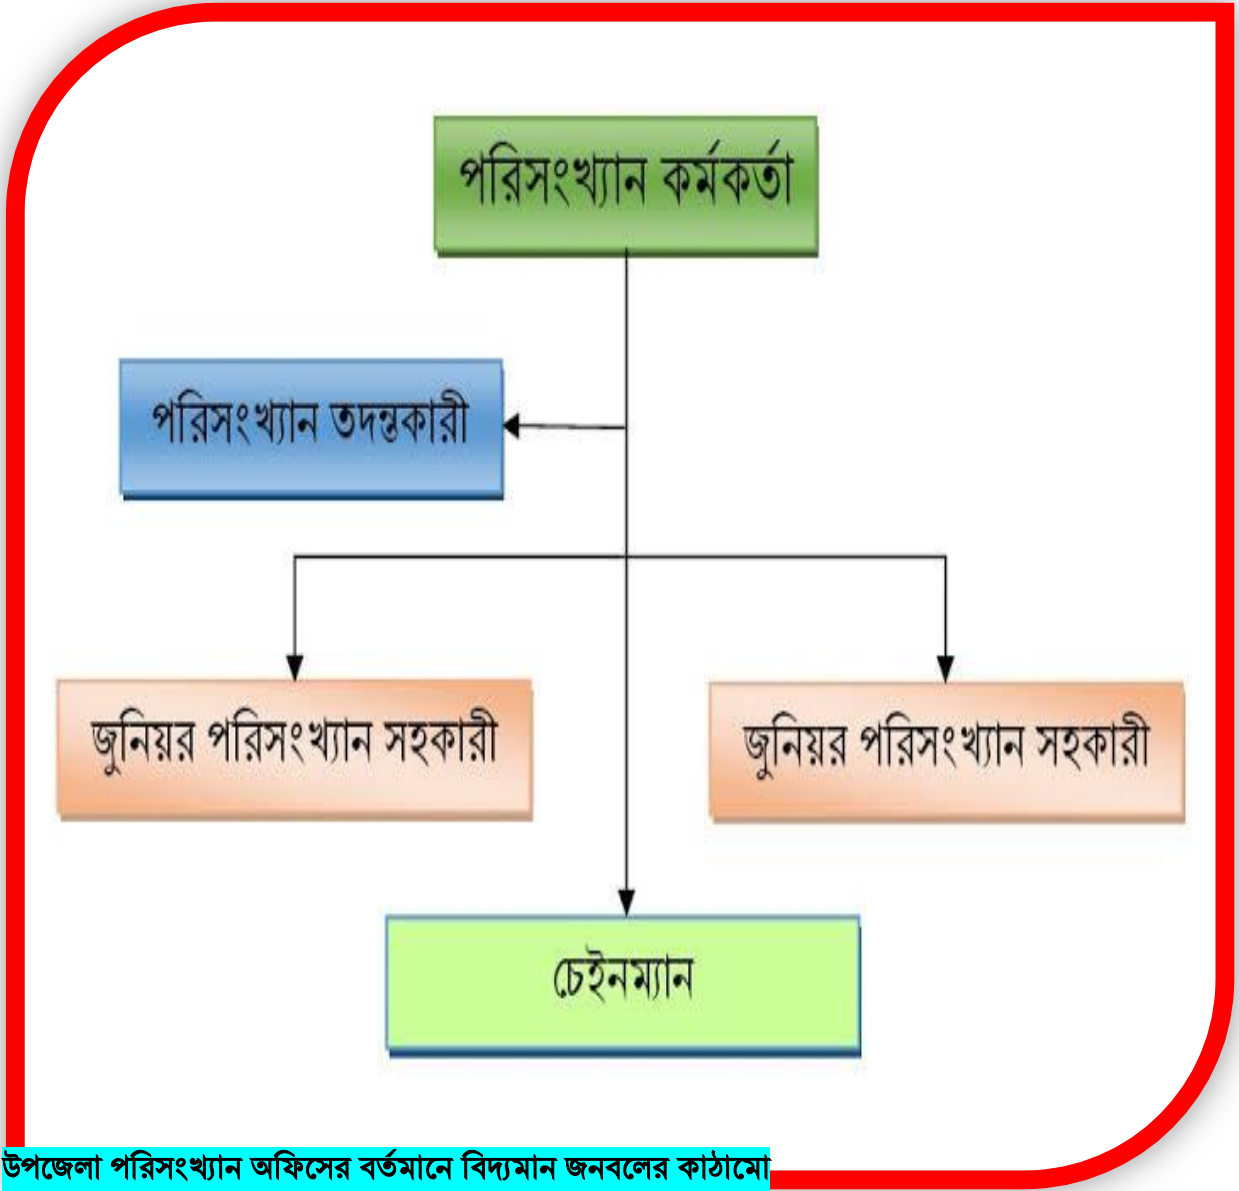 পরিসংখ্যান কর্মকর্তা
পরিসংখ্যান তদন্তকারী
জুনিয়র পরিসংখ্যান সহকারী
জুনিয়র পরিসংখ্যান সহকারী
চেইনম্যান
উপজেলা পরিসংখ্যান অফিসের বর্তমানে বিদ্যমান জনবলের কাঠামো